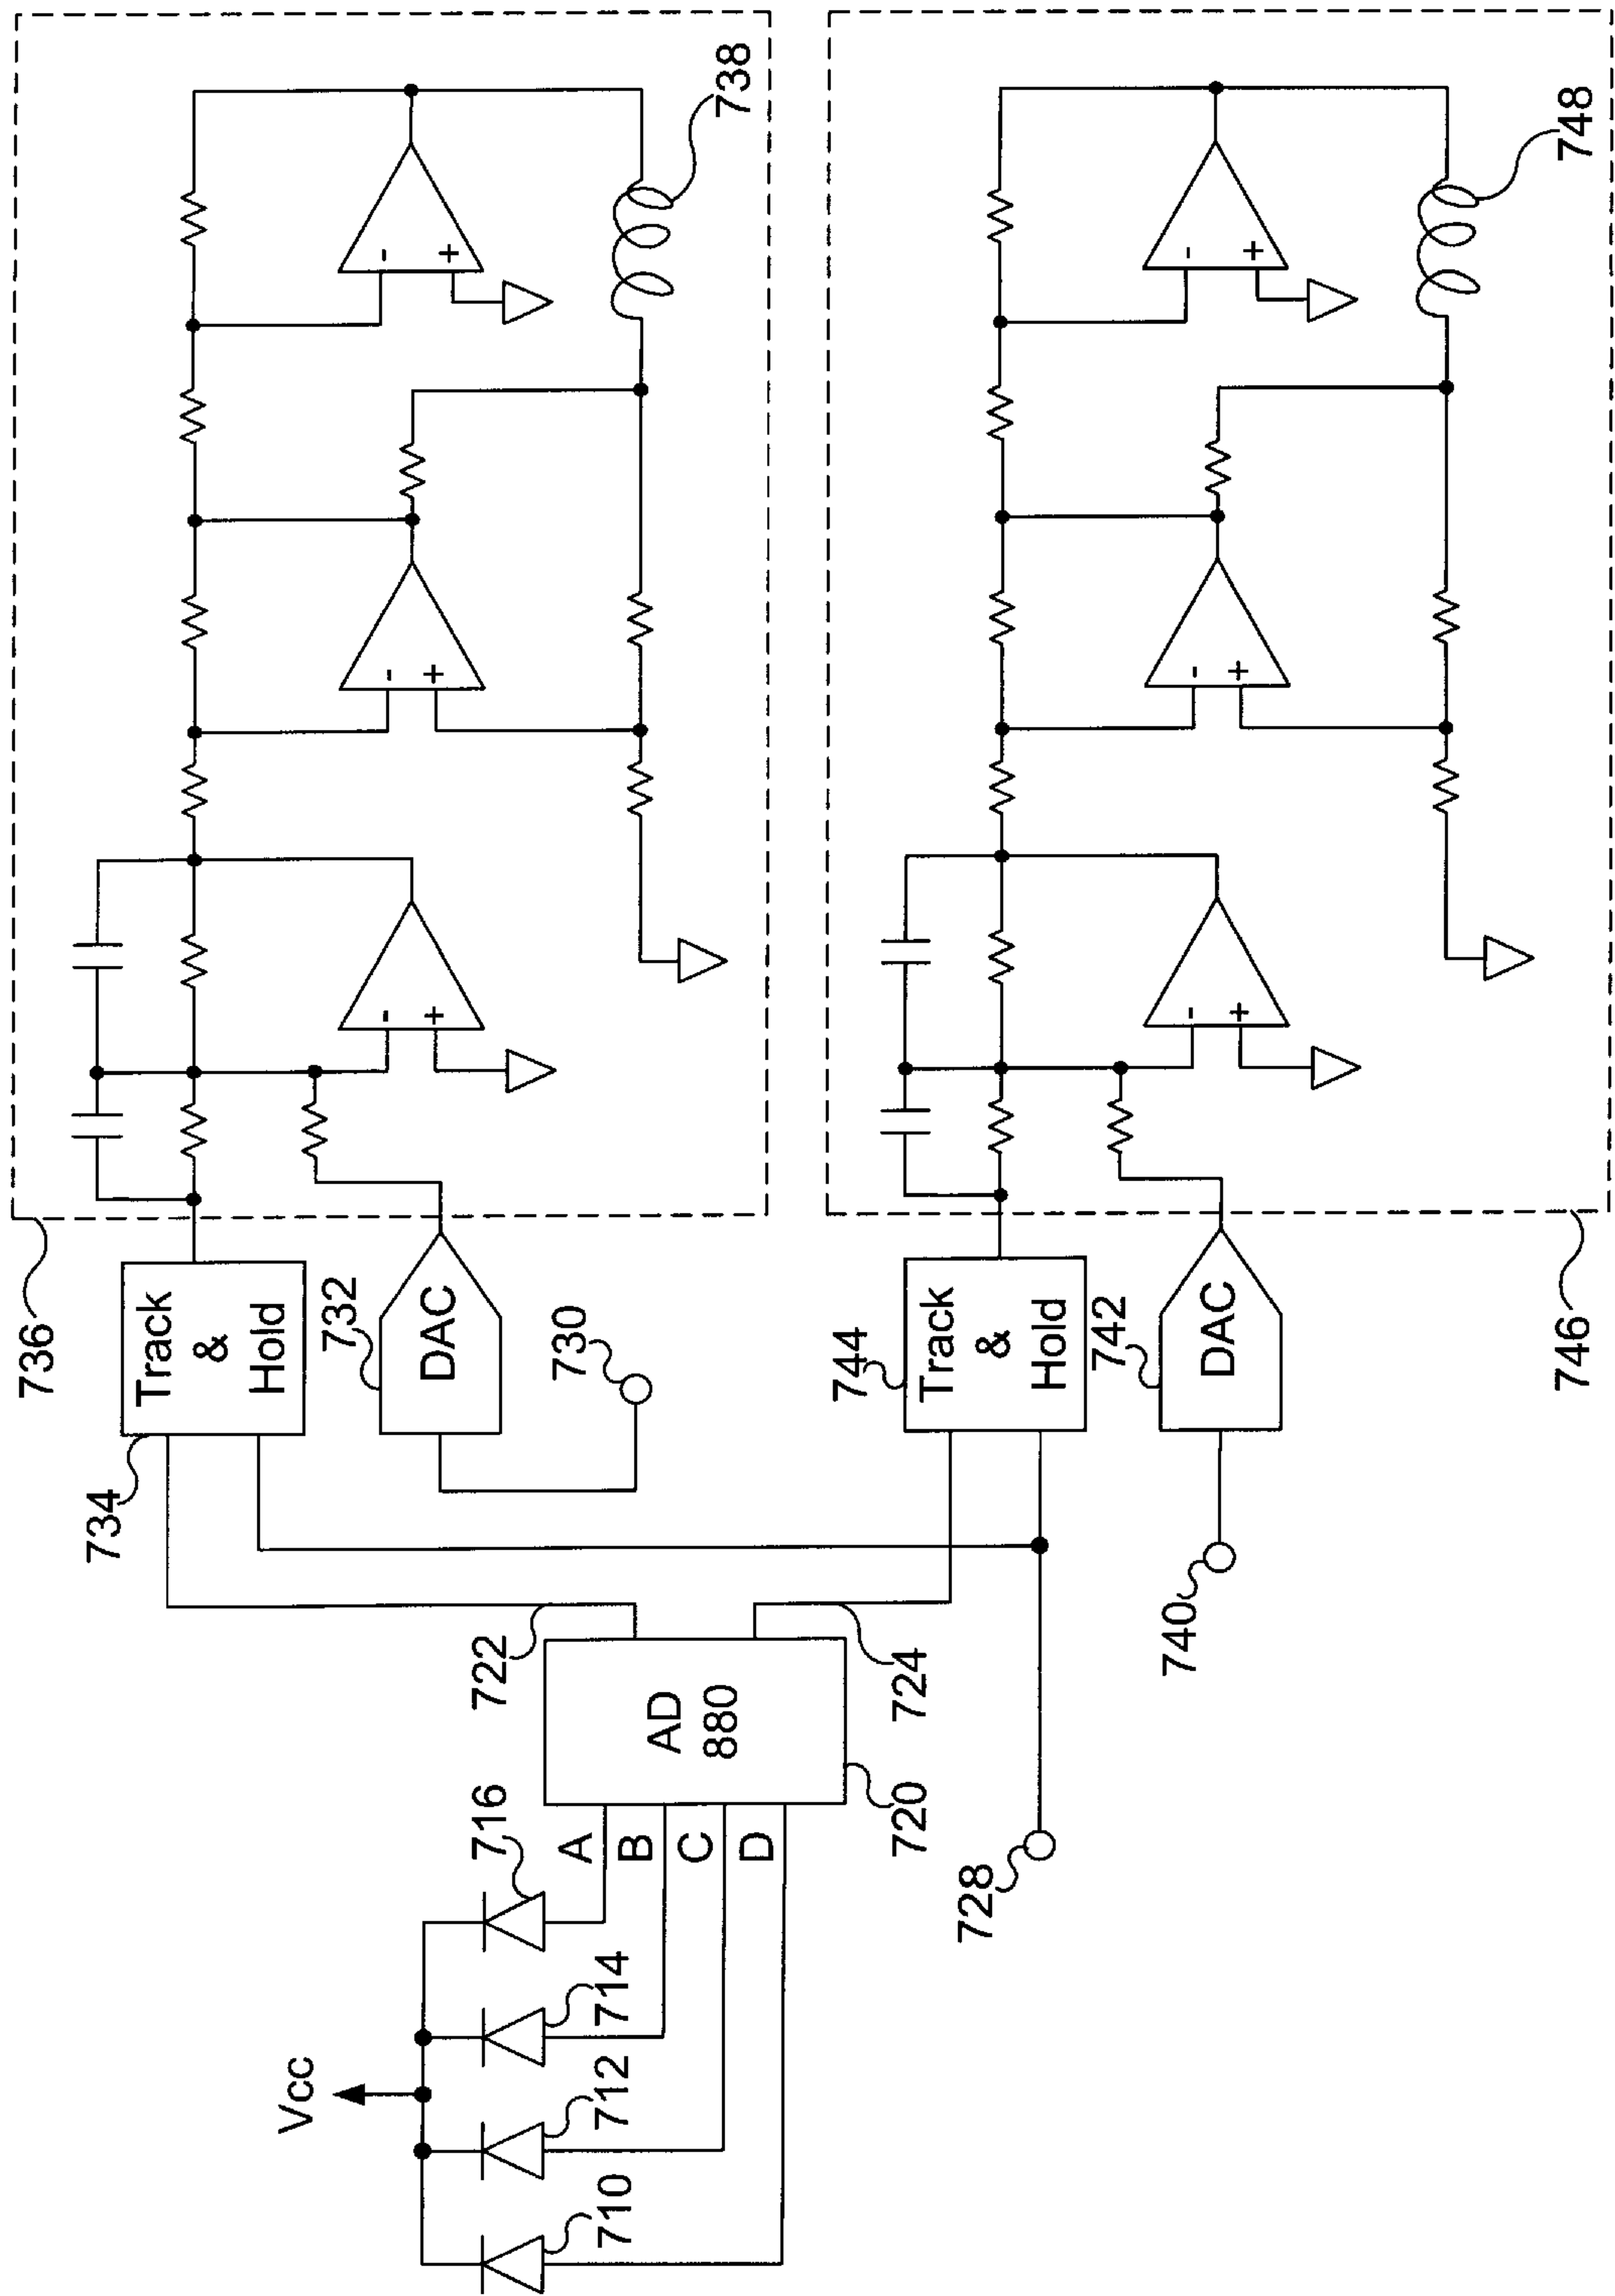 Vcc
710
712
714
716
A
B
C
D
AD
880
720
722
724
728
734
Track
&
Hold
732
DAC
730
736
-
+
-
+
-
+
738
744
Track
&
Hold
742
DAC
740
746
-
+
-
+
-
+
748